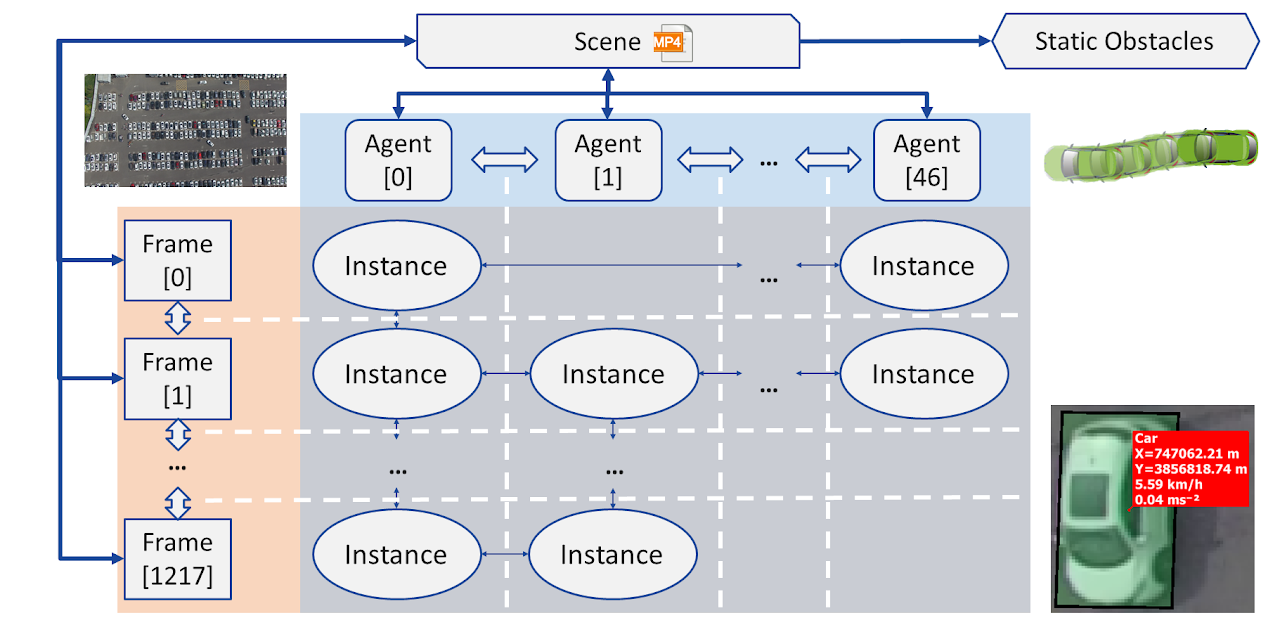 Scene
MP4
Static Obstacles
Agent
[0]
Agent
[1]
...
Agent
[46]
Frame
[0]
Instance
...
Instance
Frame
[1]
Instance
Instance
...
Instance
...
...
...
Frame
[1217]
Instance
Instance
Car
X=747062.21 m
Y=3856818.74 m
5.59 km/h
0.04 ms⁻²